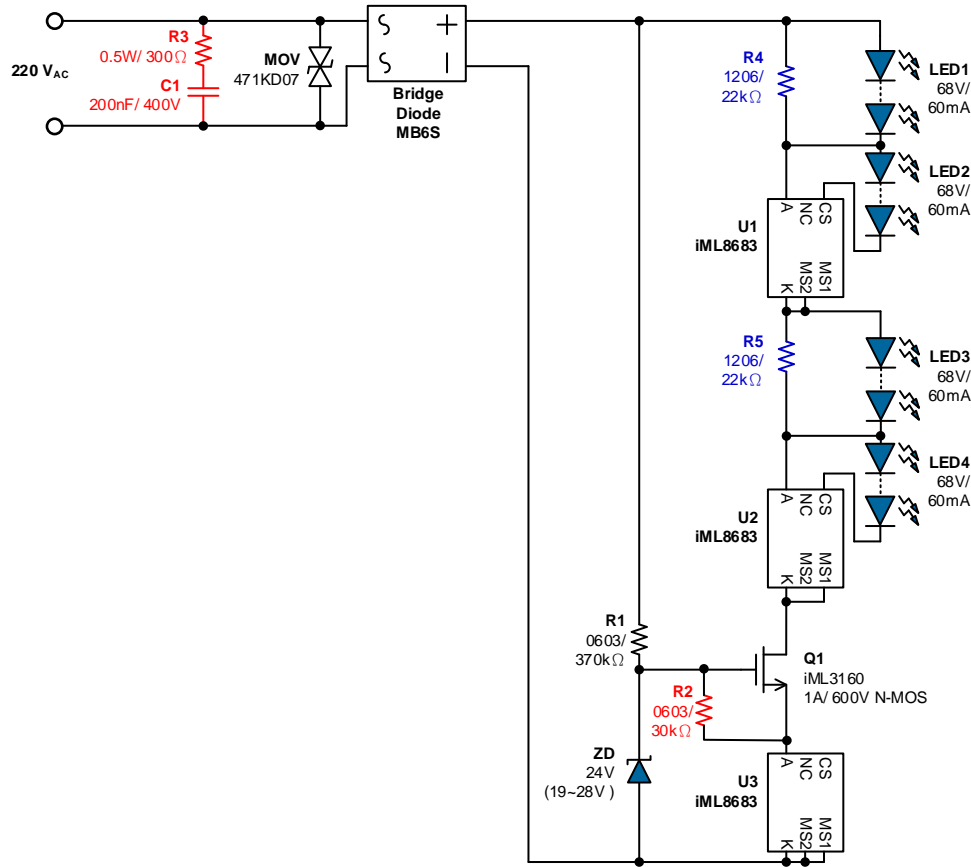 220 VAC
R3
0.5W/ 300Ω
C1
200nF/ 400V
MOV
471KD07
S
S
+
–
Bridge
Diode
MB6S
R4
1206/
22kΩ
LED1
68V/
60mA
LED2
68V/
60mA
A
NC
CS
U1
iML8683
K
MS2
MS1
R5
1206/
22kΩ
LED3
68V/
60mA
LED4
68V/
60mA
A
NC
CS
U2
iML8683
K
MS2
MS1
R1
0603/
370kΩ
R2
0603/
30kΩ
Q1
iML3160
1A/ 600V N-MOS
ZD
24V
(19~28V )
A
NC
CS
U3
iML8683
K
MS2
MS1